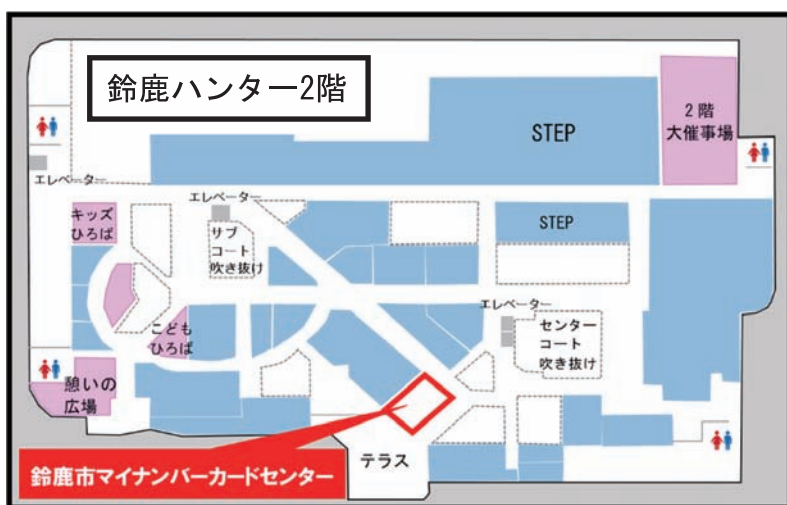 鈴鹿ハンター2階
STEP
2階
大催事場
エレベーター
エレベーター
キッズ
ひろば
サブ
コート
吹き抜け
STEP
エレベーター
こども
ひろば
センター
コート
吹き抜け
憩いの
広場
テラス
鈴鹿市マイナンバーカードセンター